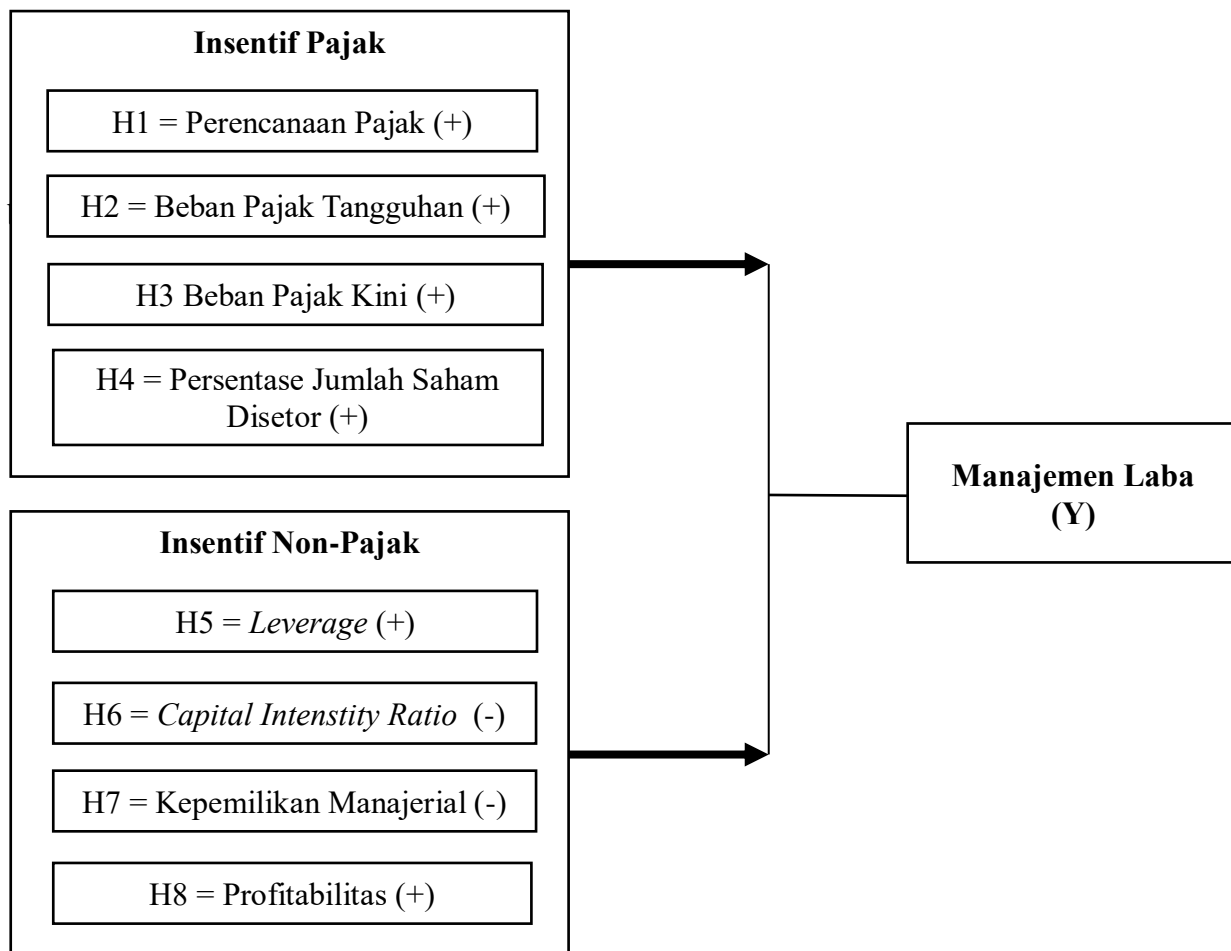 Insentif Pajak
H1 = Perencanaan Pajak (+)
H2 = Beban Pajak Tangguhan (+)
H3 Beban Pajak Kini (+)
H4 = Persentase Jumlah Saham
Disetor (+)
Insentif Non-Pajak
H5 = Leverage (+)
H6 = Capital Intenstity Ratio (-)
H7 = Kepemilikan Manajerial (-)
H8 = Profitabilitas (+)
Manajemen Laba
(Y)